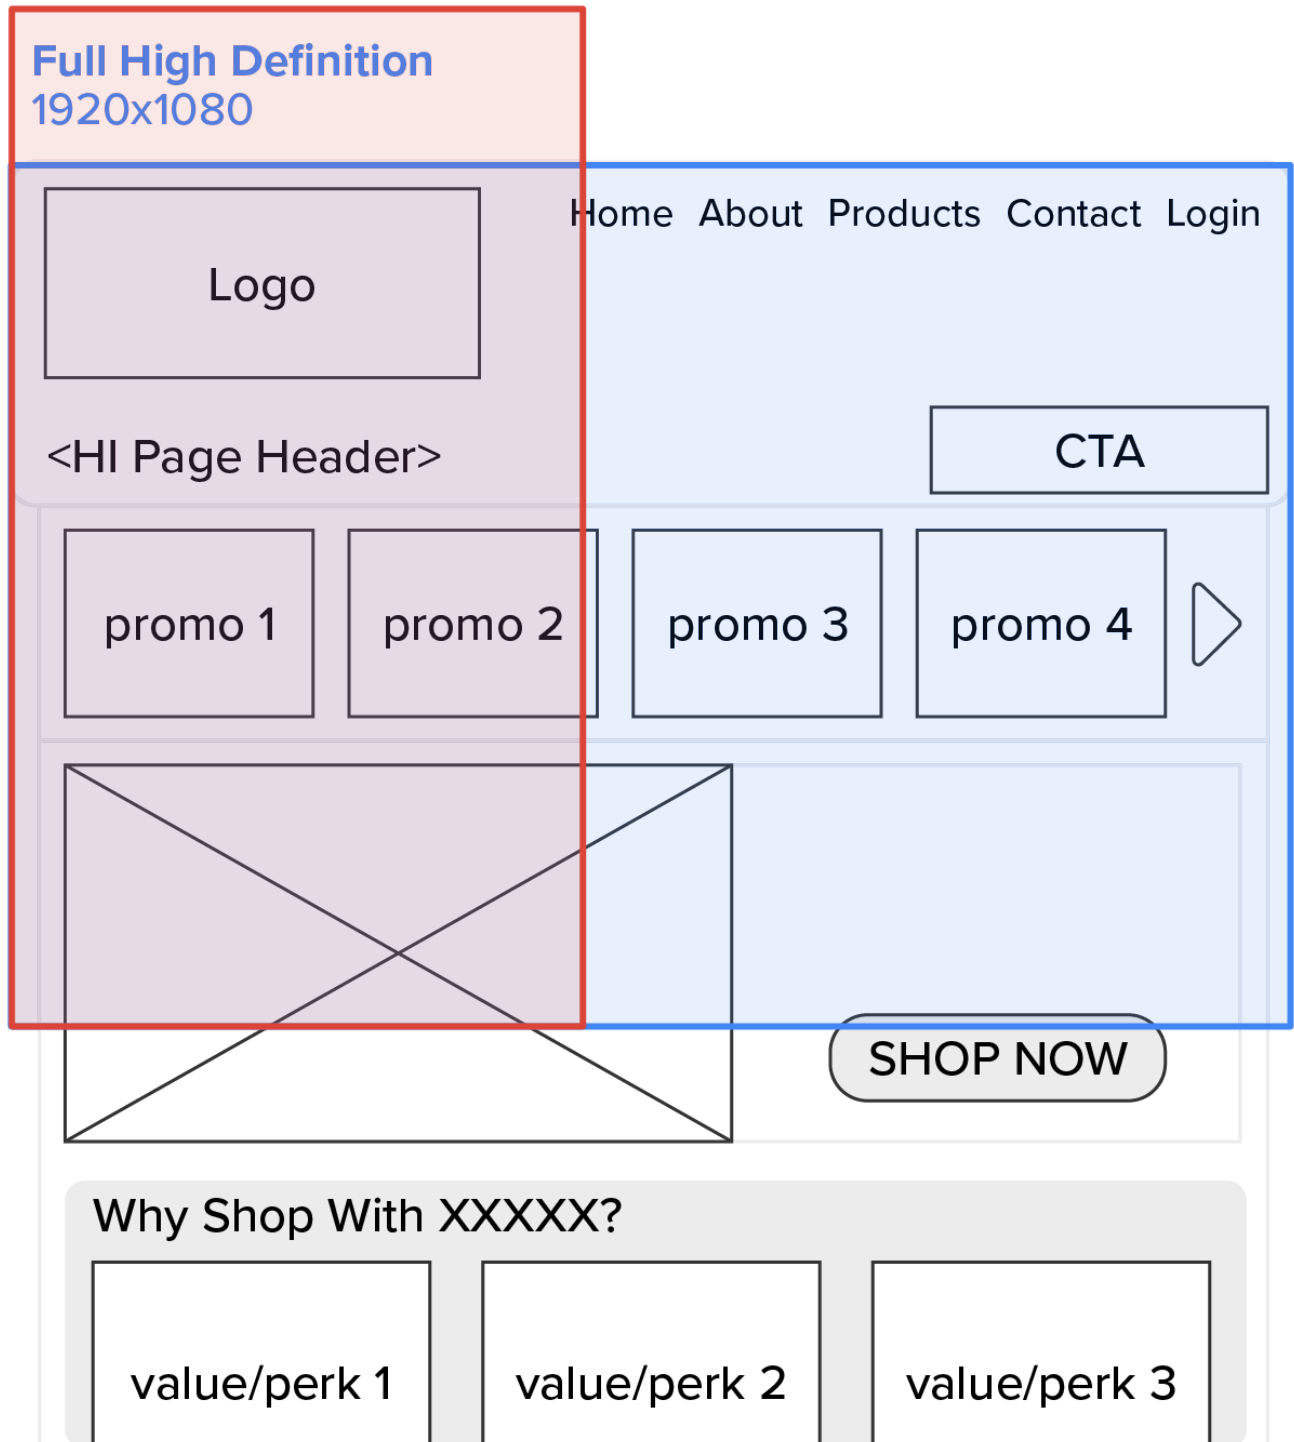 Full High Definition
1920x1080
Home About Products Contact Login
Logo
<HI Page Header>
CTA
promo 1 promo 2 promo 3 promo 4
SHOP NOW
Why Shop With XXXXX?
value/perk 1 value/perk 2 value/perk 3